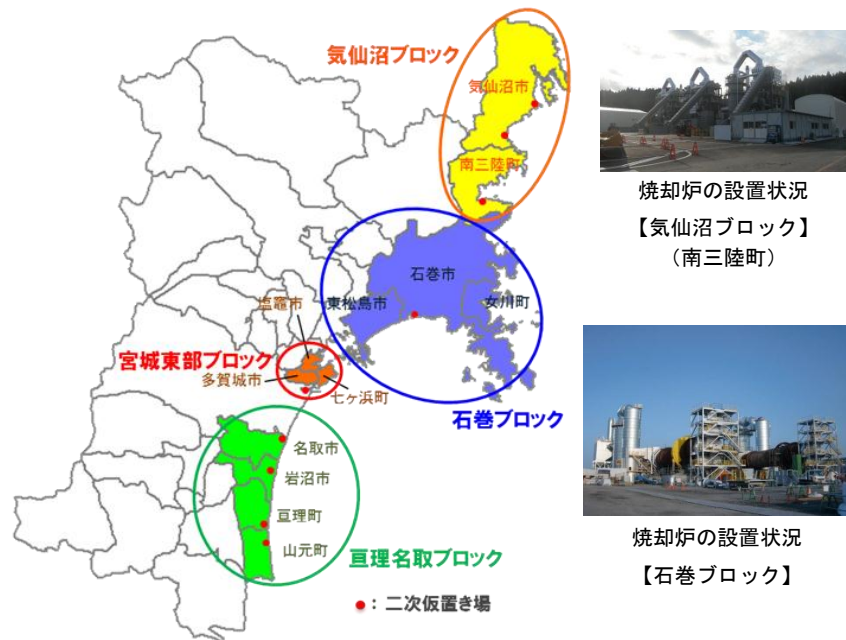 気仙沼ブロック
気仙沼市
南三陸町
石巻市
東松島市
女川町
塩竈市
宮城東部ブロック
多賀城市
七ヶ浜町
石巻ブロック
名取市
岩沼市
亘理町
山元町
亘理名取ブロック
●：二次仮置き場
焼却炉の設置状況
【気仙沼ブロック】
（南三陸町）
焼却炉の設置状況
【石巻ブロック】